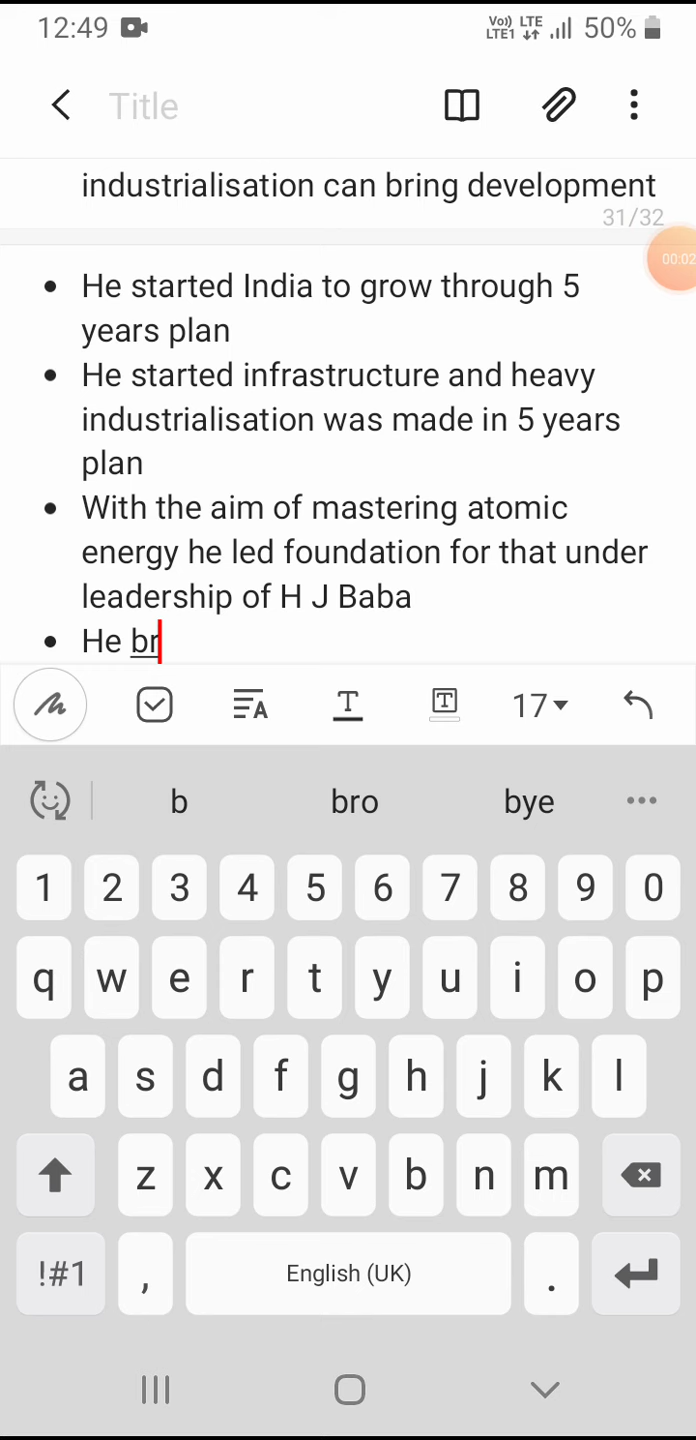 12:49 Vo)) LTE1 LTE 50%
Title
industrialisation can bring development
31/32
00:02
• He started India to grow through 5
years plan
• He started infrastructure and heavy
industrialisation was made in 5 years
plan
• With the aim of mastering atomic
energy he led foundation for that under
leadership of H J Baba
• He br
A T T 17
b bro bye
1 2 3 4 5 6 7 8 9 0
q w e r t y u i o p
a s d f g h j k l
z x c v b n m
!#1 , English (UK) .